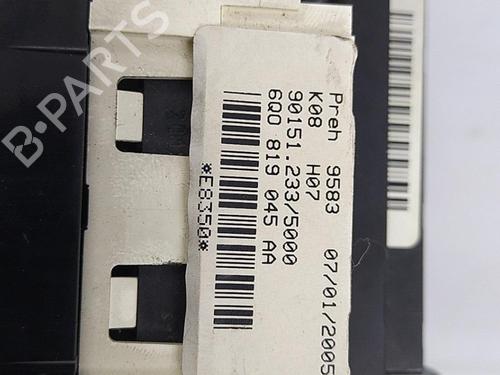 Preh 9583 07/01/2005
K08 H07
90151.233/5000
6Q0 819 045 AA
*E8350*
B-PARTS